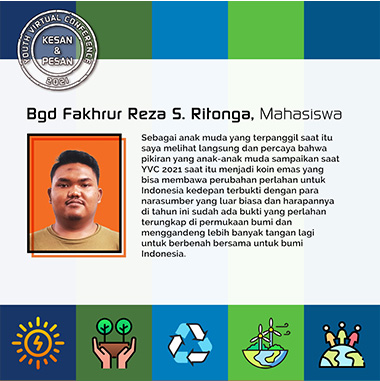 YOUTH VIRTUAL CONFERENCE
KESAN
&
PESAN
2021
Bgd Fakhrur Reza S. Ritonga, Mahasiswa
Sebagai anak muda yang terpanggil saat itu
saya melihat langsung dan percaya bahwa
pikiran yang anak-anak muda sampaikan saat
YVC 2021 saat itu menjadi koin emas yang
bisa membawa perubahan perlahan untuk
Indonesia kedepan terbukti dengan para
narasumber yang luar biasa dan harapannya
di tahun ini sudah ada bukti yang perlahan
terungkap di permukaan bumi dan
menggandeng lebih banyak tangan lagi
untuk berbenah bersama untuk bumi
Indonesia.